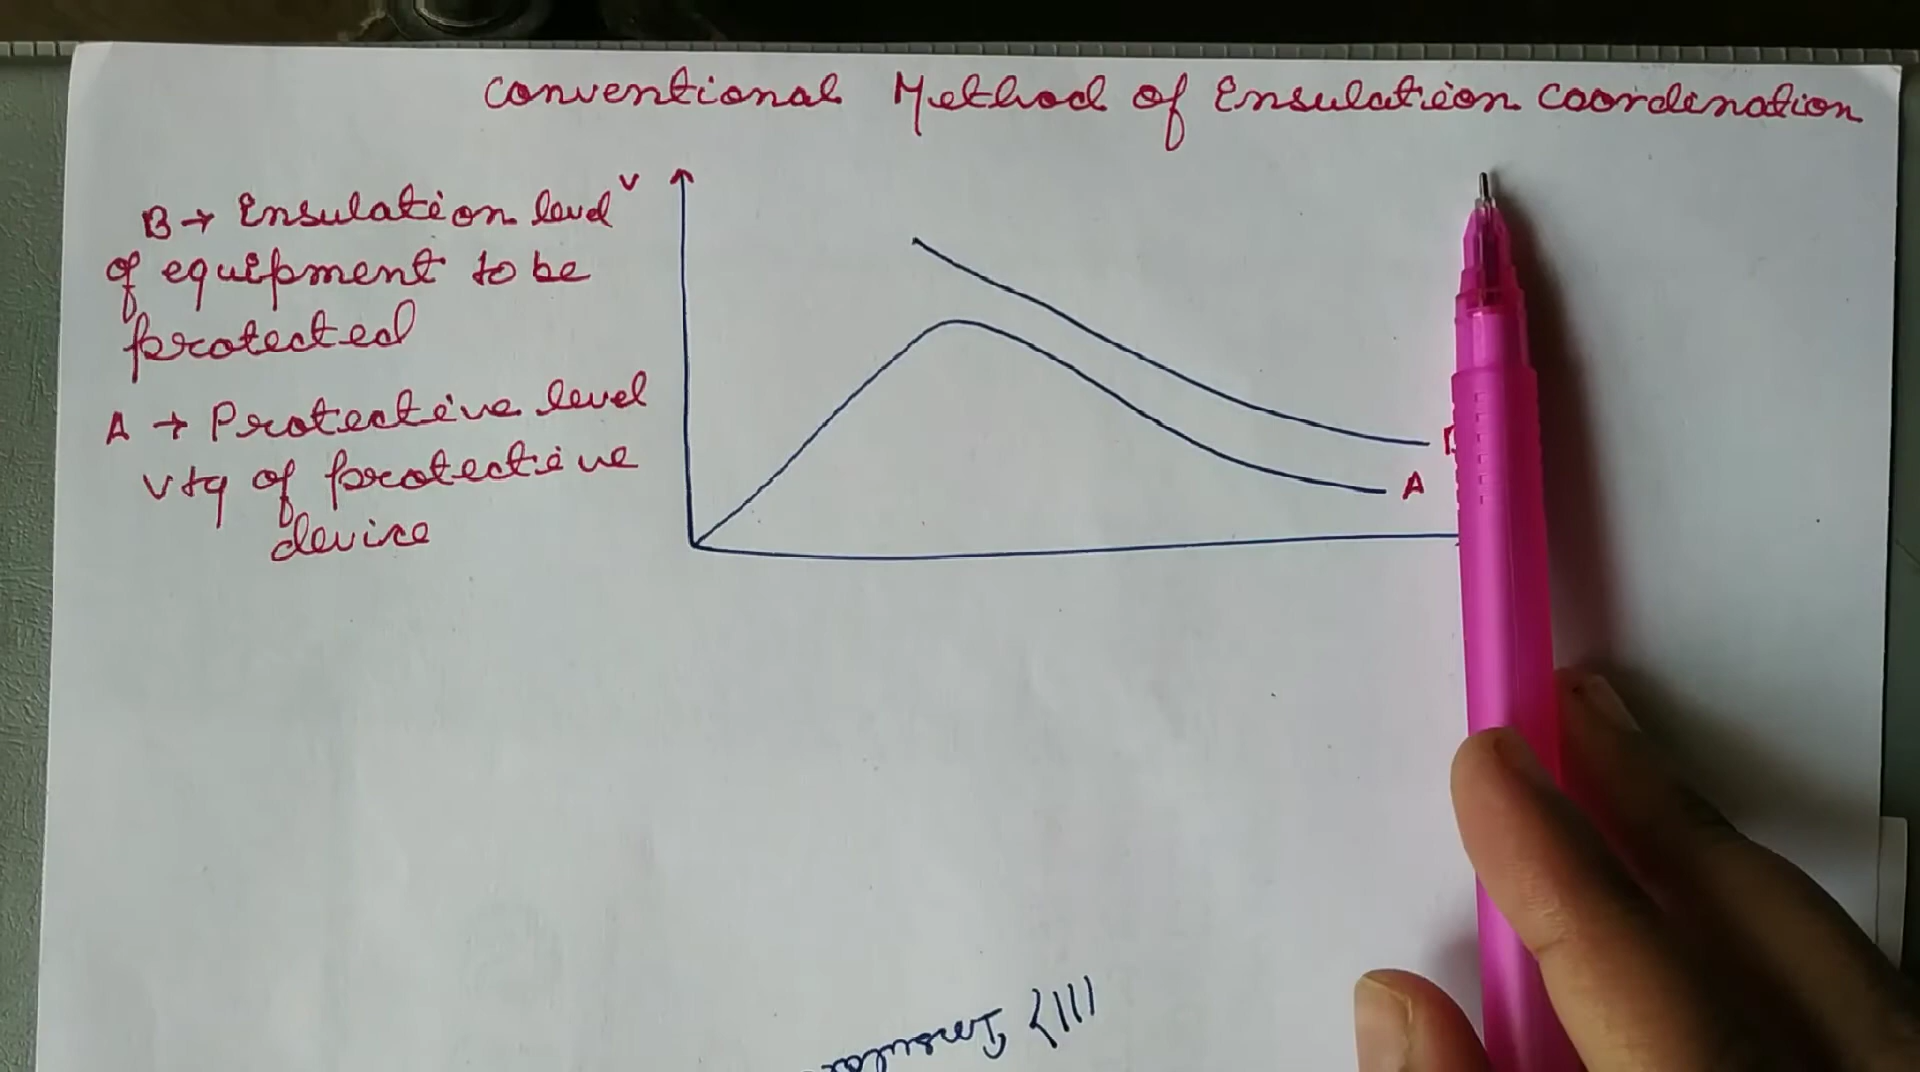 Conventional Method of Insulation Coordination
B → Insulation level
of equipment to be
protected
A → Protective level
vtg of protective
device
V
A